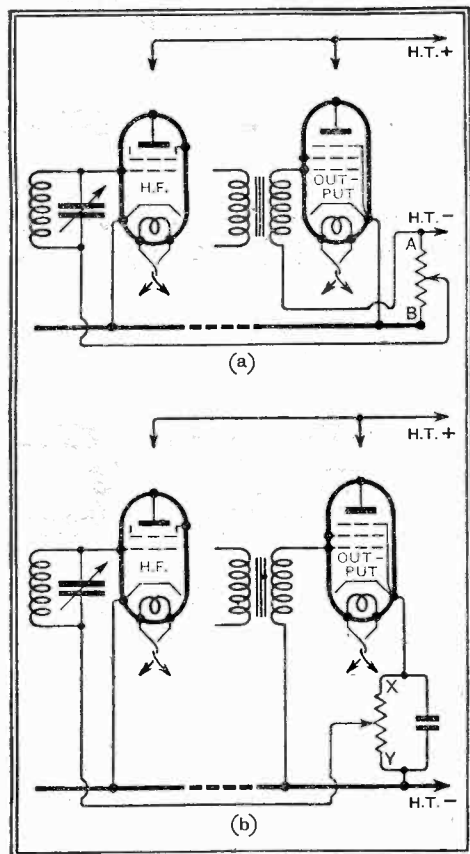 H.T.+
H.F.
OUT-
PUT
H.T.-
A
B
(a)
H.T.+
H.F.
OUT-
PUT
X
Y
H.T.-
(b)